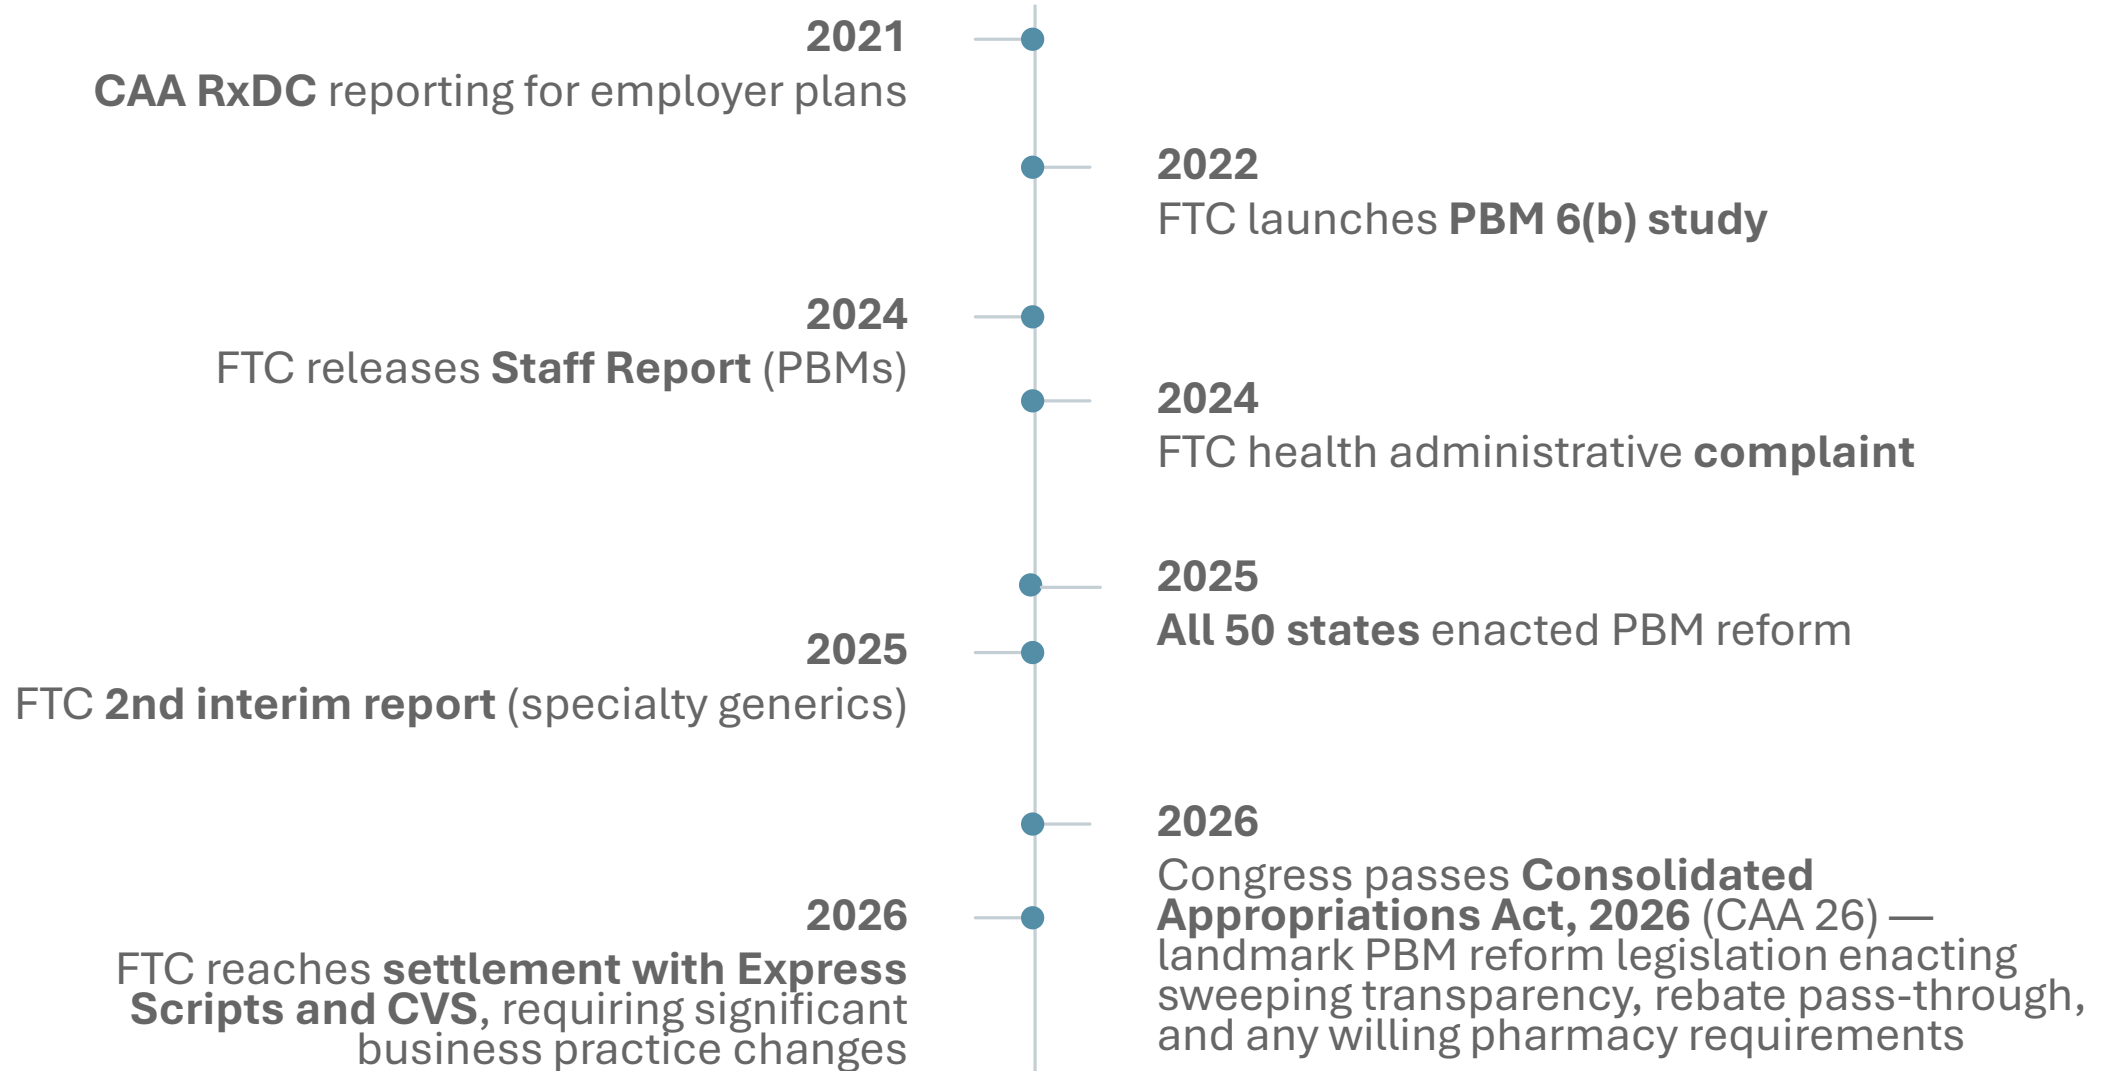 2021
CAA RxDC reporting for employer plans
2022
FTC launches PBM 6(b) study
2024
FTC releases Staff Report (PBMs)
2024
FTC health administrative complaint
2025
All 50 states enacted PBM reform
2025
FTC 2nd interim report (specialty generics)
2026
Congress passes Consolidated
Appropriations Act, 2026 (CAA 26) —
landmark PBM reform legislation enacting
sweeping transparency, rebate pass-through,
and any willing pharmacy requirements
2026
FTC reaches settlement with Express
Scripts and CVS, requiring significant
business practice changes